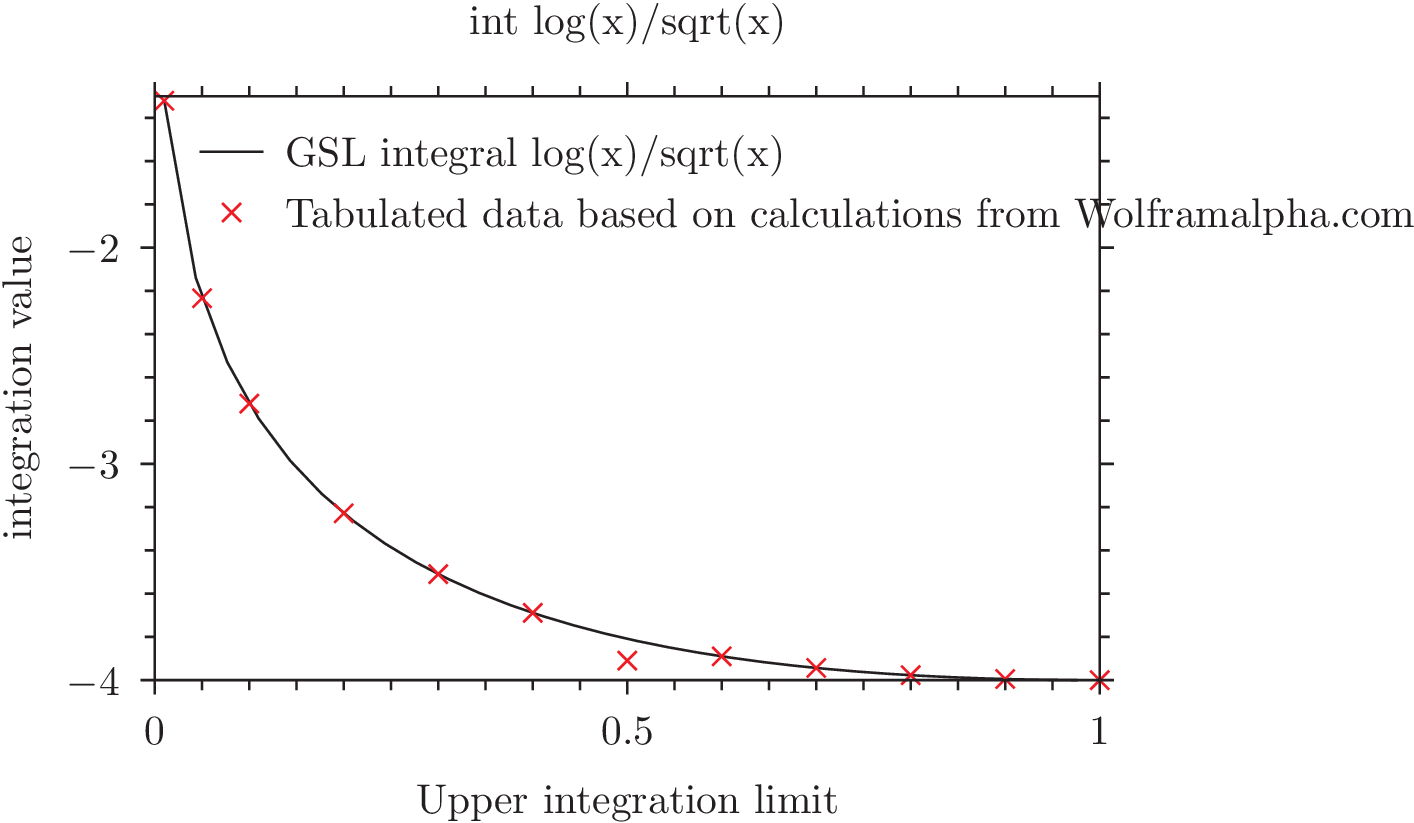 int log(x)/sqrt(x)
GSL integral log(x)/sqrt(x)
Tabulated data based on calculations from Wolframalpha.com
integration value
−2
−3
−4
0 0.5 1
Upper integration limit